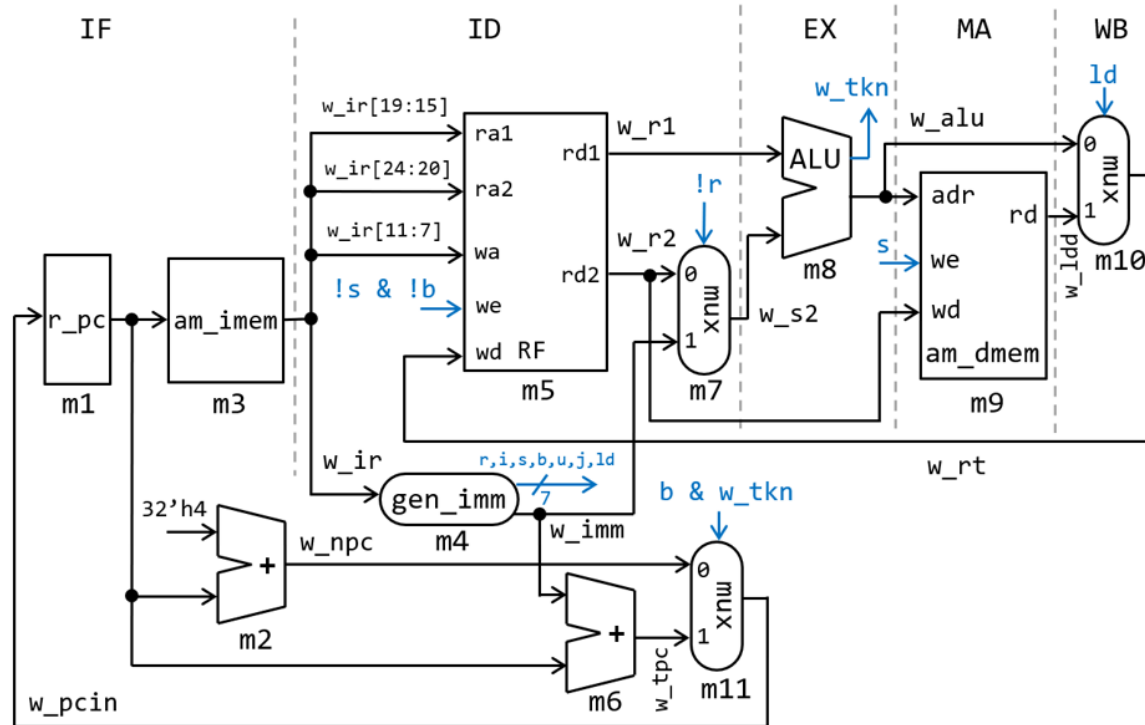 IF
ID
EX
MA
WB
w_ir[19:15]
ra1
w_ir[24:20]
ra2
w_ir[11:7]
wa
!s & !b
we
wd RF
rd1
rd2
m5
w_r1
w_r2
!r
0
mux
1
m7
w_s2
w_tkn
ALU
m8
w_alu
adr
rd
s
we
wd
am_dmem
m9
w_ldd
ld
0
mux
1
m10
w_rt
r_pc
m1
am_imem
m3
w_ir
r,i,s,b,u,j,ld
7
gen_imm
m4
w_imm
32'h4
+
m2
w_npc
+
m6
w_tpc
b & w_tkn
0
mux
1
m11
w_pcin